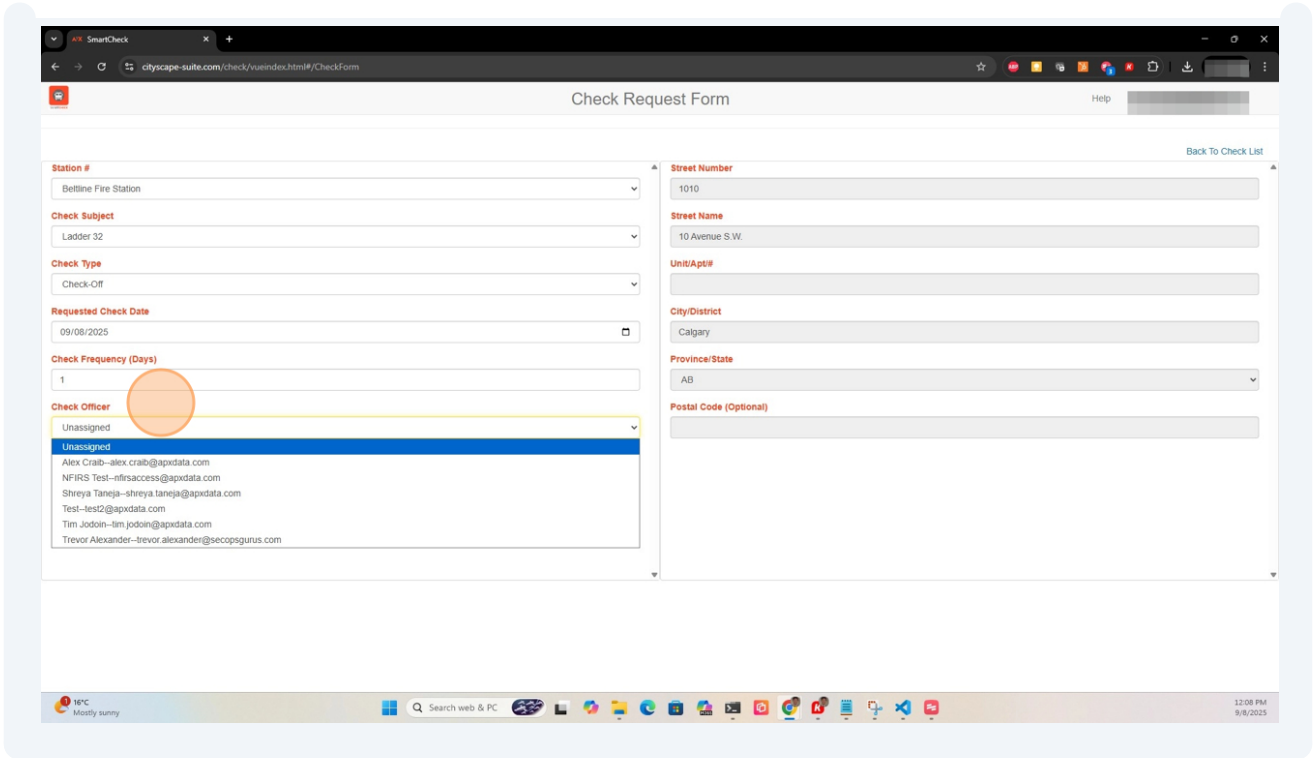 SmartCheck
cityscape-suite.com/check/vueindex.html#/CheckForm
Check Request Form
Help
Back To Check List
Station #
Beltline Fire Station
Check Subject
Ladder 32
Check Type
Check-Off
Requested Check Date
09/08/2025
Check Frequency (Days)
1
Check Officer
Unassigned
Unassigned
Alex Craib--alex.craib@apxdata.com
NFIRS Test--nfirsaccess@apxdata.com
Shreya Taneja--shreya.taneja@apxdata.com
Test--test2@apxdata.com
Tim Jodoin--tim.jodoin@apxdata.com
Trevor Alexander--trevor.alexander@secopsgurus.com
Street Number
1010
Street Name
10 Avenue S.W.
Unit/Apt/#
City/District
Calgary
Province/State
AB
Postal Code (Optional)
1
16°C
Mostly sunny
Search web & PC
12:08 PM
9/8/2025